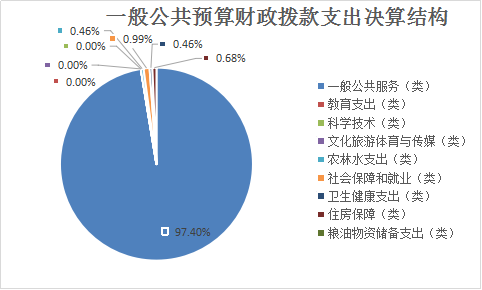 一般公共预算财政拨款支出决算结构
0.46%
0.99%
0.46%
0.00%
0.68%
0.00%
0.00%
97.40%
一般公共服务（类）
教育支出（类）
科学技术（类）
文化旅游体育与传媒（类）
农林水支出（类）
社会保障和就业（类）
卫生健康支出（类）
住房保障（类）
粮油物资储备支出（类）